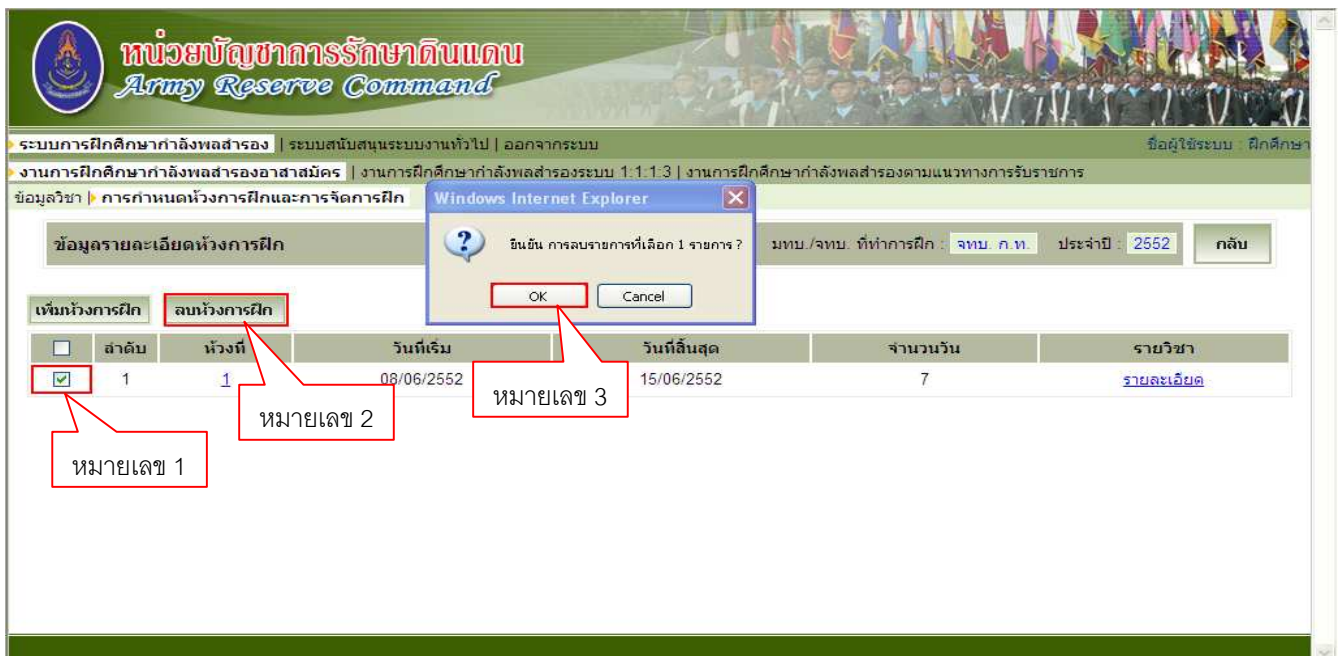 หน่วยบัญชาการรักษาดินแดน
Army Reserve Command
ระบบการฝึกศึกษากำลังพลสำรอง | ระบบสนับสนุนระบบงานทั่วไป | ออกจากระบบ ชื่อผู้ใช้ระบบ : ฝึกศึกษา
งานการฝึกศึกษากำลังพลสำรองอาสาสมัคร | งานการฝึกศึกษากำลังพลสำรองระบบ 1:1:1:3 | งานการฝึกศึกษากำลังพลสำรองตามแนวทางการรับราชการ
ข้อมูลวิชา การกำหนดห้วงการฝึกและการจัดการฝึก
Windows Internet Explorer
ยืนยัน การลบรายการที่เลือก 1 รายการ ?
OK Cancel
ข้อมูลรายละเอียดห้วงการฝึก มทบ./จทบ. ที่ทำการฝึก : จทบ. ก.ท. ประจำปี : 2552 กลับ
เพิ่มห้วงการฝึก ลบห้วงการฝึก
ลำดับ ห้วงที่ วันที่เริ่ม วันที่สิ้นสุด จำนวนวัน รายวิชา
1 1 08/06/2552 15/06/2552 7 รายละเอียด
หมายเลข 3
หมายเลข 2
หมายเลข 1